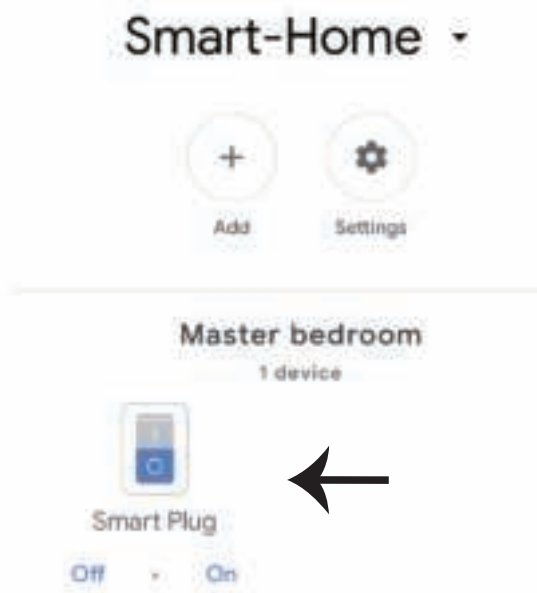 Smart-Home
Add Settings
Master bedroom
1 device
Smart Plug
Off · On